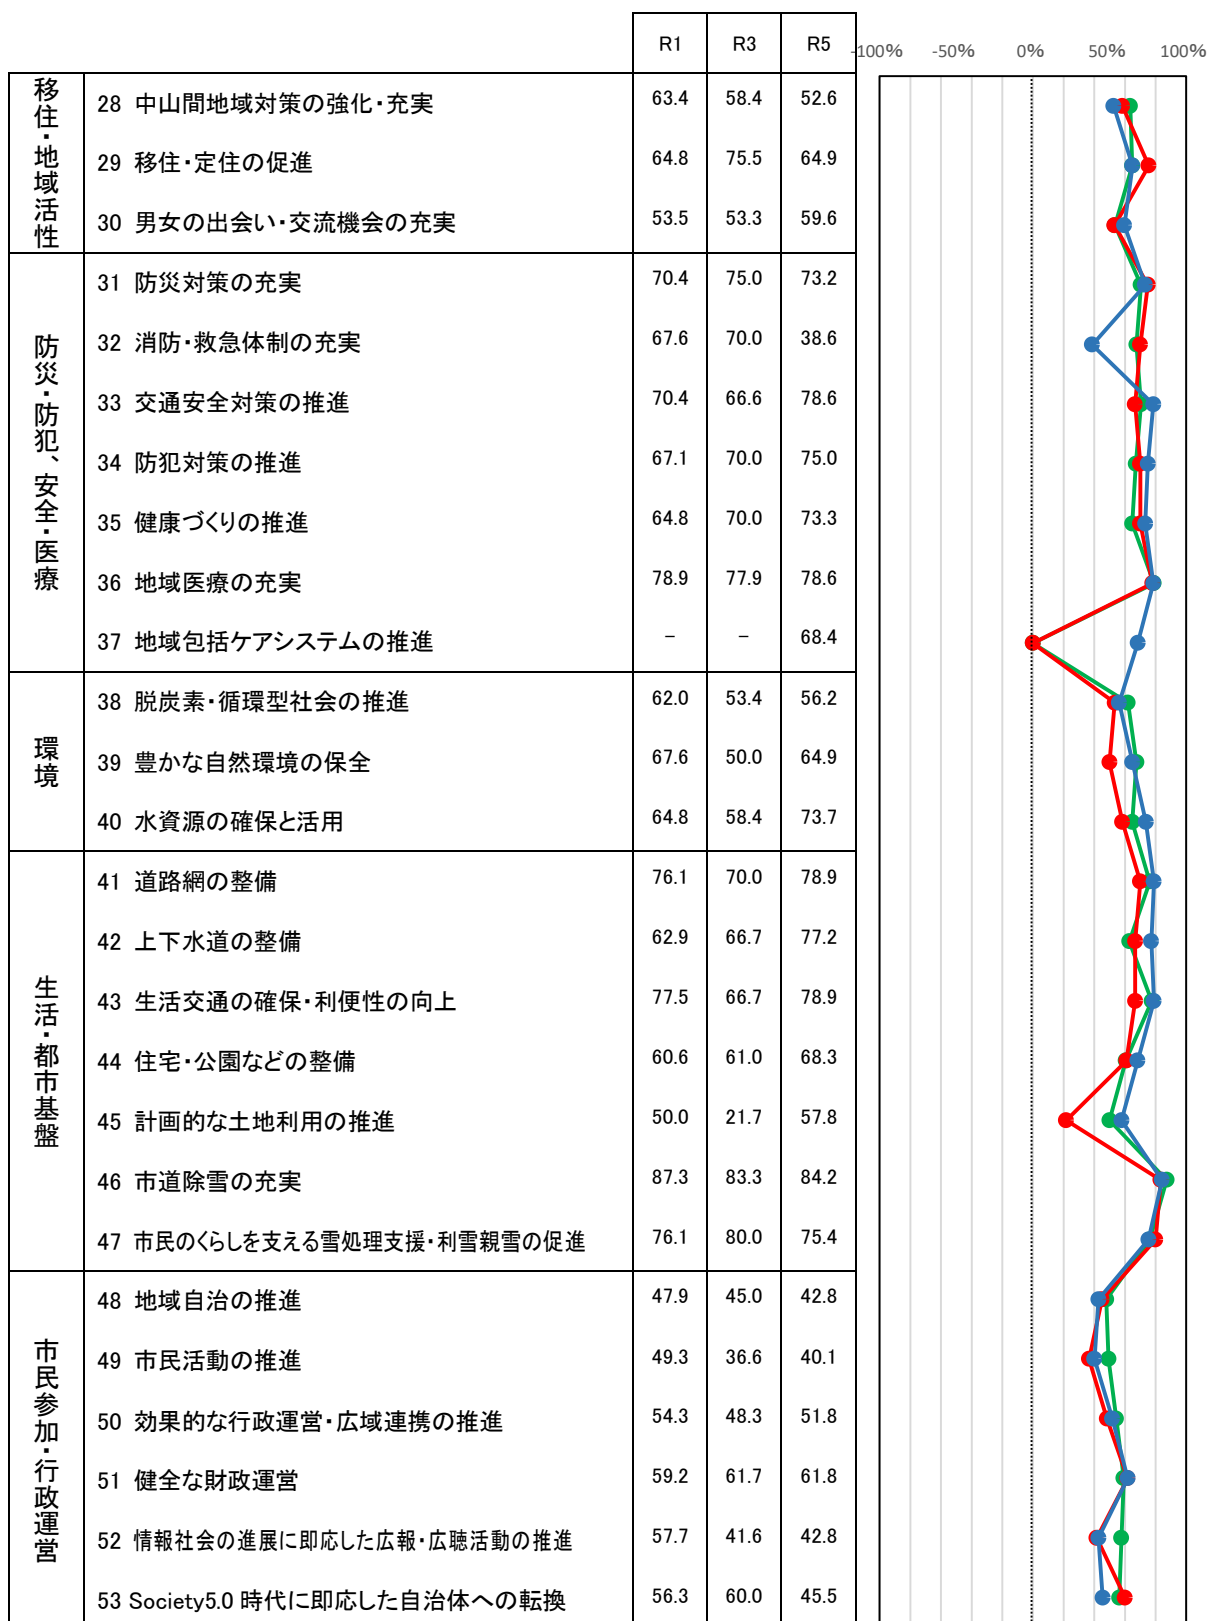 R1 R3 R5 -100% -50% 0% 50% 100%
移住・地域活性
28 中山間地域対策の強化・充実 63.4 58.4 52.6
29 移住・定住の促進 64.8 75.5 64.9
30 男女の出会い・交流機会の充実 53.5 53.3 59.6
防災・防犯、安全・医療
31 防災対策の充実 70.4 75.0 73.2
32 消防・救急体制の充実 67.6 70.0 38.6
33 交通安全対策の推進 70.4 66.6 78.6
34 防犯対策の推進 67.1 70.0 75.0
35 健康づくりの推進 64.8 70.0 73.3
36 地域医療の充実 78.9 77.9 78.6
37 地域包括ケアシステムの推進 － － 68.4
環境
38 脱炭素・循環型社会の推進 62.0 53.4 56.2
39 豊かな自然環境の保全 67.6 50.0 64.9
40 水資源の確保と活用 64.8 58.4 73.7
生活・都市基盤
41 道路網の整備 76.1 70.0 78.9
42 上下水道の整備 62.9 66.7 77.2
43 生活交通の確保・利便性の向上 77.5 66.7 78.9
44 住宅・公園などの整備 60.6 61.0 68.3
45 計画的な土地利用の推進 50.0 21.7 57.8
46 市道除雪の充実 87.3 83.3 84.2
47 市民のくらしを支える雪処理支援・利雪親雪の促進 76.1 80.0 75.4
市民参加・行政運営
48 地域自治の推進 47.9 45.0 42.8
49 市民活動の推進 49.3 36.6 40.1
50 効果的な行政運営・広域連携の推進 54.3 48.3 51.8
51 健全な財政運営 59.2 61.7 61.8
52 情報社会の進展に即応した広報・広聴活動の推進 57.7 41.6 42.8
53 Society5.0 時代に即応した自治体への転換 56.3 60.0 45.5